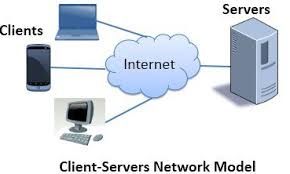 Servers
Clients
Internet
Client-Servers Network Model